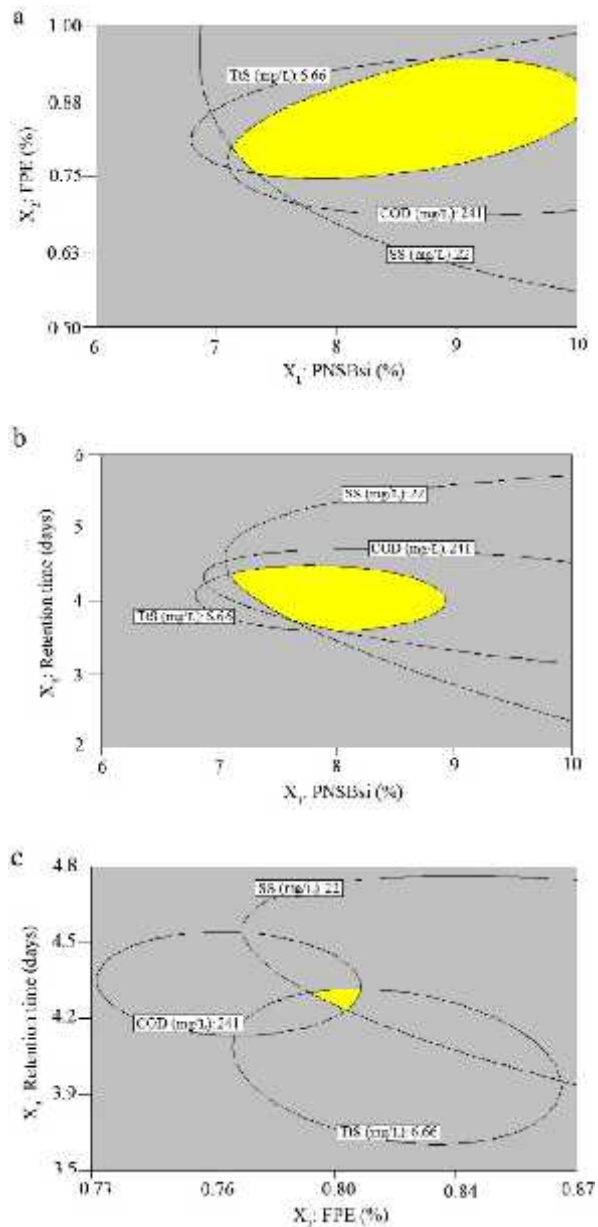 a
1.00
TtS (mg/L): 5.66
0.88
X2: FPE (%)
0.75
COD (mg/L): 241
0.63
SS (mg/L): 22
0.50
6 7 8 9 10
X1: PNSBsi (%)
b
6
SS (mg/L): 22
5
COD (mg/L): 241
X3: Retention time (days)
4
TtS (mg/L): 5.66
3
2
6 7 8 9 10
X1: PNSBsi (%)
c
4.8
SS (mg/L): 22
4.5
X3: Retention time (days)
4.2
COD (mg/L): 241
3.9
TtS (mg/L): 6.66
3.5
0.73 0.76 0.80 0.84 0.87
X2: FPE (%)